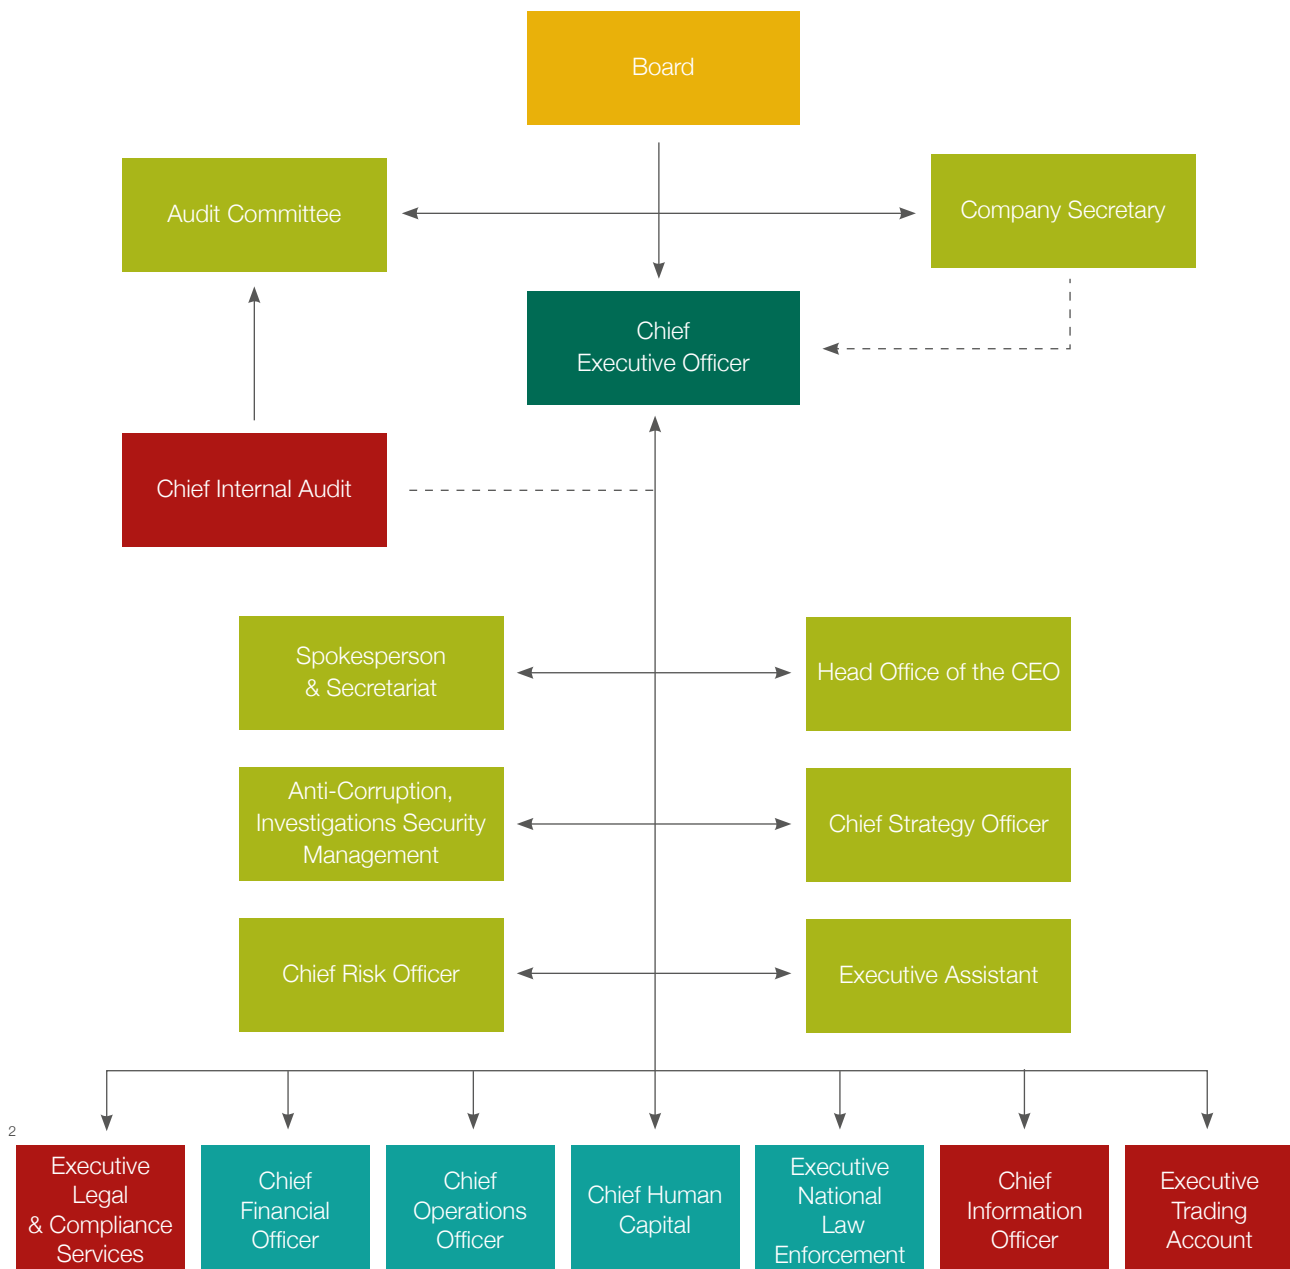 Board
Audit Committee
Company Secretary
Chief
Executive Officer
Chief Internal Audit
Spokesperson
& Secretariat
Head Office of the CEO
Anti-Corruption,
Investigations Security
Management
Chief Strategy Officer
Chief Risk Officer
Executive Assistant
2
Executive
Legal
& Compliance
Services
Chief
Financial
Officer
Chief
Operations
Officer
Chief Human
Capital
Executive
National
Law
Enforcement
Chief
Information
Officer
Executive
Trading
Account